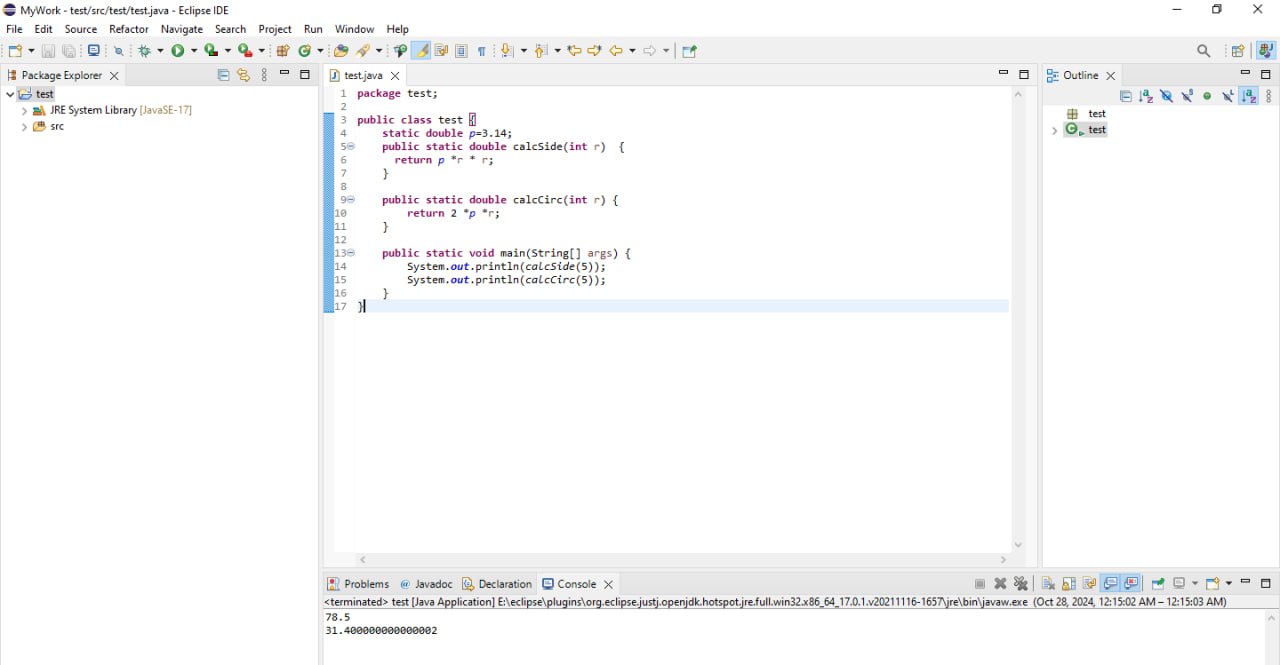 MyWork - test/src/test/test.java - Eclipse IDE
File Edit Source Refactor Navigate Search Project Run Window Help
Package Explorer
test
JRE System Library [JavaSE-17]
src
test.java
1 package test;
2
3 public class test {
4     static double p=3.14;
5     public static double calcSide(int r)  {
6       return p *r * r;
7     }
8
9     public static double calcCirc(int r) {
10         return 2 *p *r;
11     }
12
13     public static void main(String[] args) {
14         System.out.println(calcSide(5));
15         System.out.println(calcCirc(5));
16     }
17 }
Outline
test
test
Problems @ Javadoc Declaration Console
<terminated> test [Java Application] E:\eclipse\plugins\org.eclipse.justj.openjdk.hotspot.jre.full.win32.x86_64_17.0.1.v20211116-1657\jre\bin\javaw.exe (Oct 28, 2024, 12:15:02 AM – 12:15:03 AM)
78.5
31.400000000000002